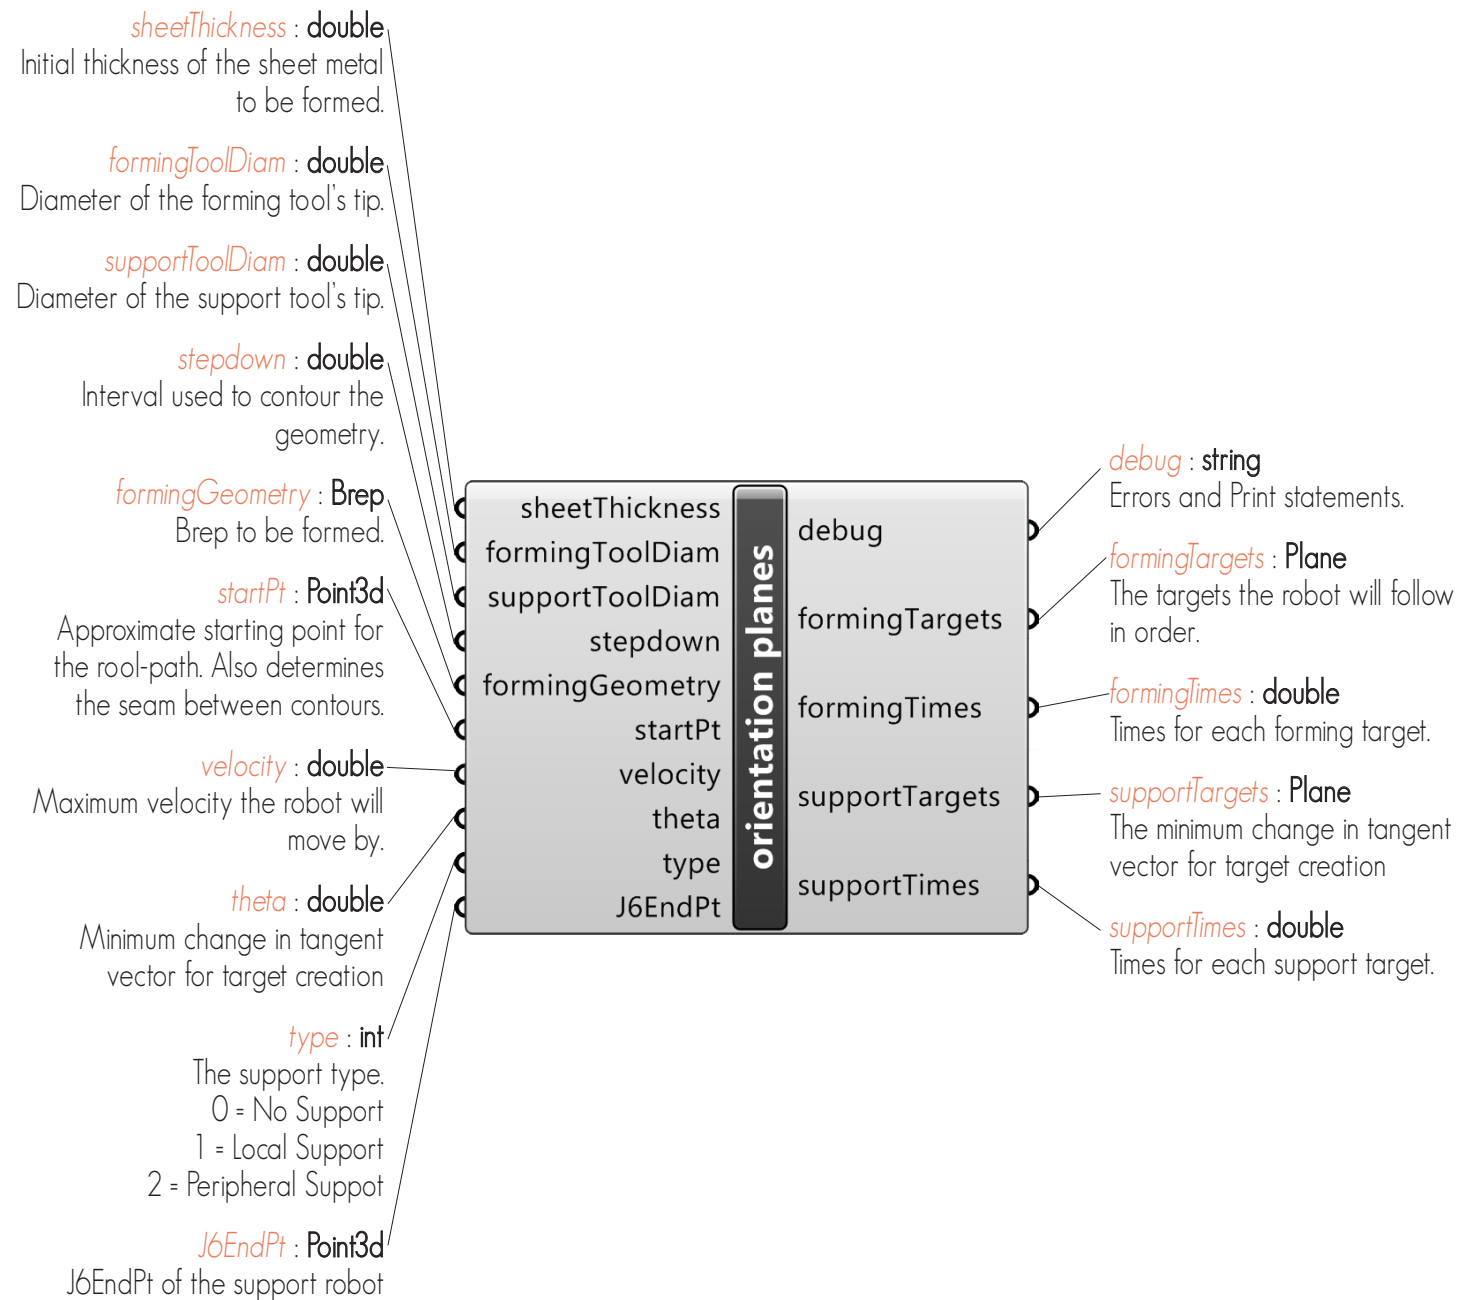 sheetThickness : double
Initial thickness of the sheet metal
to be formed.
formingToolDiam : double
Diameter of the forming tool's tip.
supportToolDiam : double
Diameter of the support tool's tip.
stepdown : double
Interval used to contour the
geometry.
formingGeometry : Brep
Brep to be formed.
startPt : Point3d
Approximate starting point for
the rool-path. Also determines
the seam between contours.
velocity : double
Maximum velocity the robot will
move by.
theta : double
Minimum change in tangent
vector for target creation
type : int
The support type.
0 = No Support
1 = Local Support
2 = Peripheral Suppot
J6EndPt : Point3d
J6EndPt of the support robot
sheetThickness
formingToolDiam
supportToolDiam
stepdown
formingGeometry
startPt
velocity
theta
type
J6EndPt
orientation planes
debug
formingTargets
formingTimes
supportTargets
supportTimes
debug : string
Errors and Print statements.
formingTargets : Plane
The targets the robot will follow
in order.
formingTimes : double
Times for each forming target.
supportTargets : Plane
The minimum change in tangent
vector for target creation
supportTimes : double
Times for each support target.